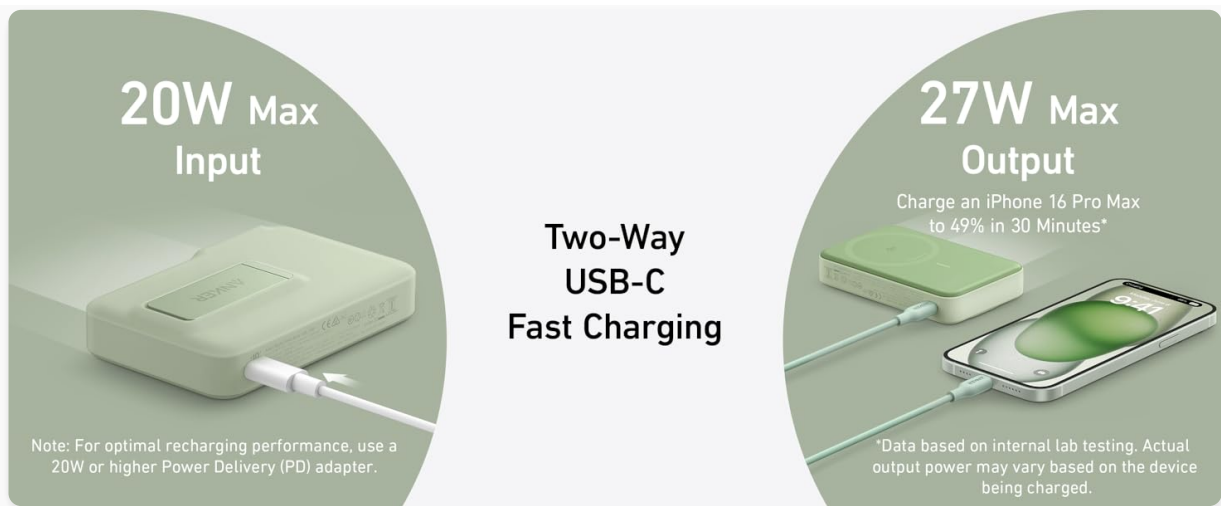 20W Max
Input
ANKER
Note: For optimal recharging performance, use a
20W or higher Power Delivery (PD) adapter.
Two-Way
USB-C
Fast Charging
27W Max
Output
Charge an iPhone 16 Pro Max
to 49% in 30 Minutes*
*Data based on internal lab testing. Actual
output power may vary based on the device
being charged.